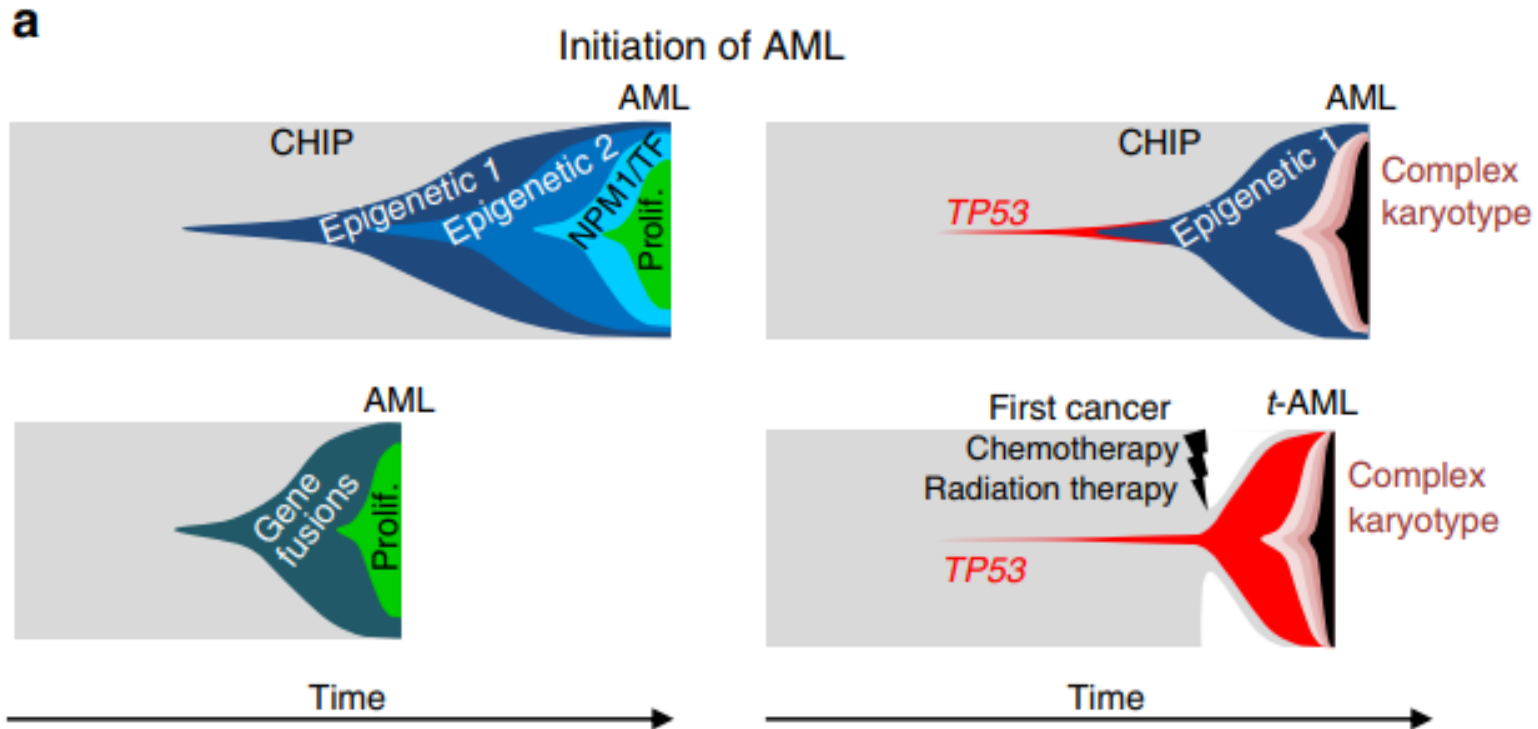 a
Initiation of AML
AML
CHIP
Epigenetic 1
Epigenetic 2
NPM1/TF
Prolif.
AML
CHIP
TP53
Epigenetic 1
Complex
karyotype
AML
Gene
fusions
Prolif.
First cancer
Chemotherapy
Radiation therapy
t-AML
TP53
Complex
karyotype
Time
Time